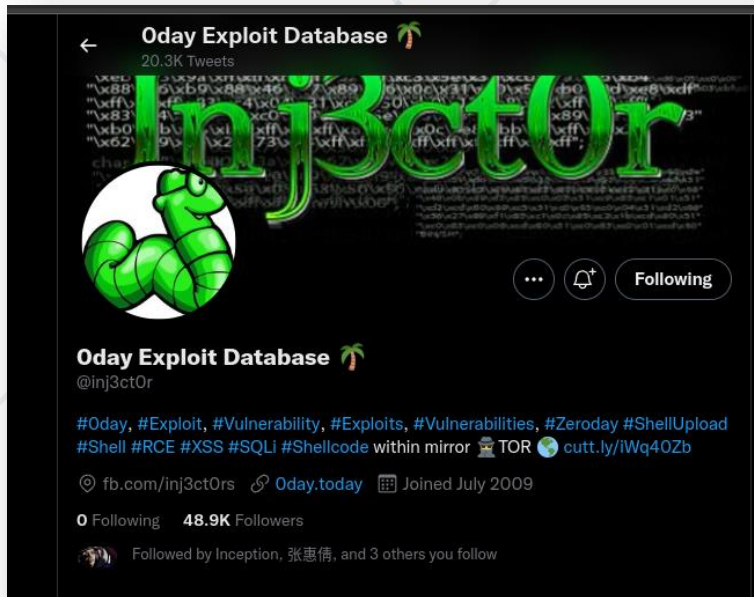 0day Exploit Database 🌴
20.3K Tweets
Inj3ct0r
Following
0day Exploit Database 🌴
@inj3ct0r
#0day, #Exploit, #Vulnerability, #Exploits, #Vulnerabilities, #Zeroday #ShellUpload
#Shell #RCE #XSS #SQLi #Shellcode within mirror 🕵️TOR 🌎 cutt.ly/iWq40Zb
fb.com/inj3ct0rs 0day.today Joined July 2009
0 Following 48.9K Followers
Followed by Inception, 张惠倩, and 3 others you follow